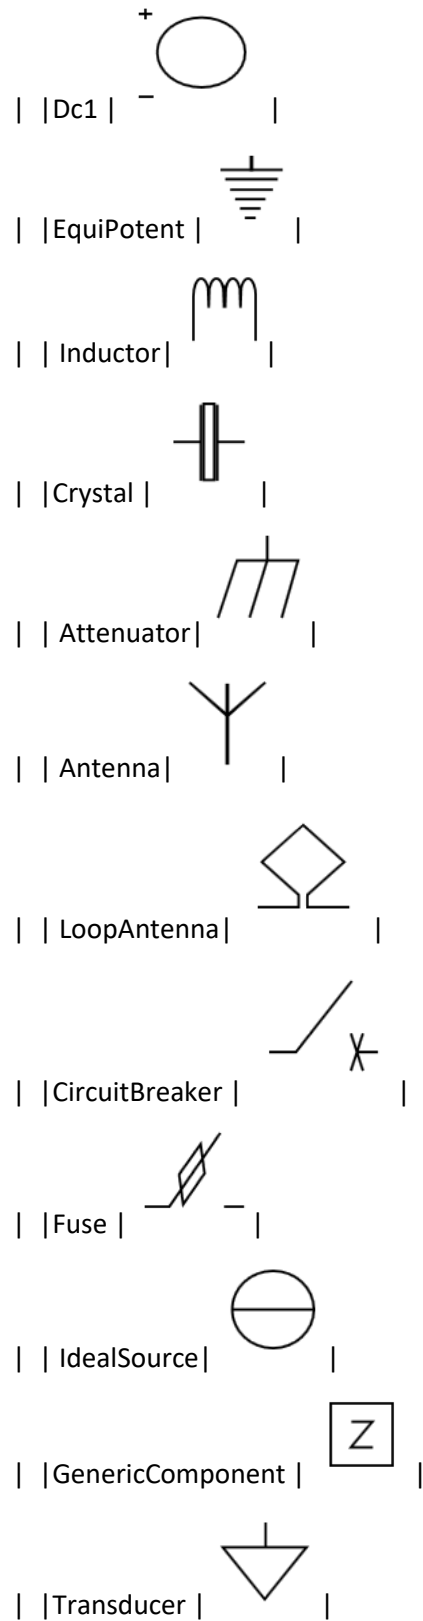 +
| |Dc1 | − |
| |EquiPotent | |
| | Inductor| |
| |Crystal | |
| | Attenuator| |
| | Antenna| |
| | LoopAntenna| |
| |CircuitBreaker | |
| |Fuse | |
| | IdealSource| |
Z
| |GenericComponent | |
| |Transducer | |